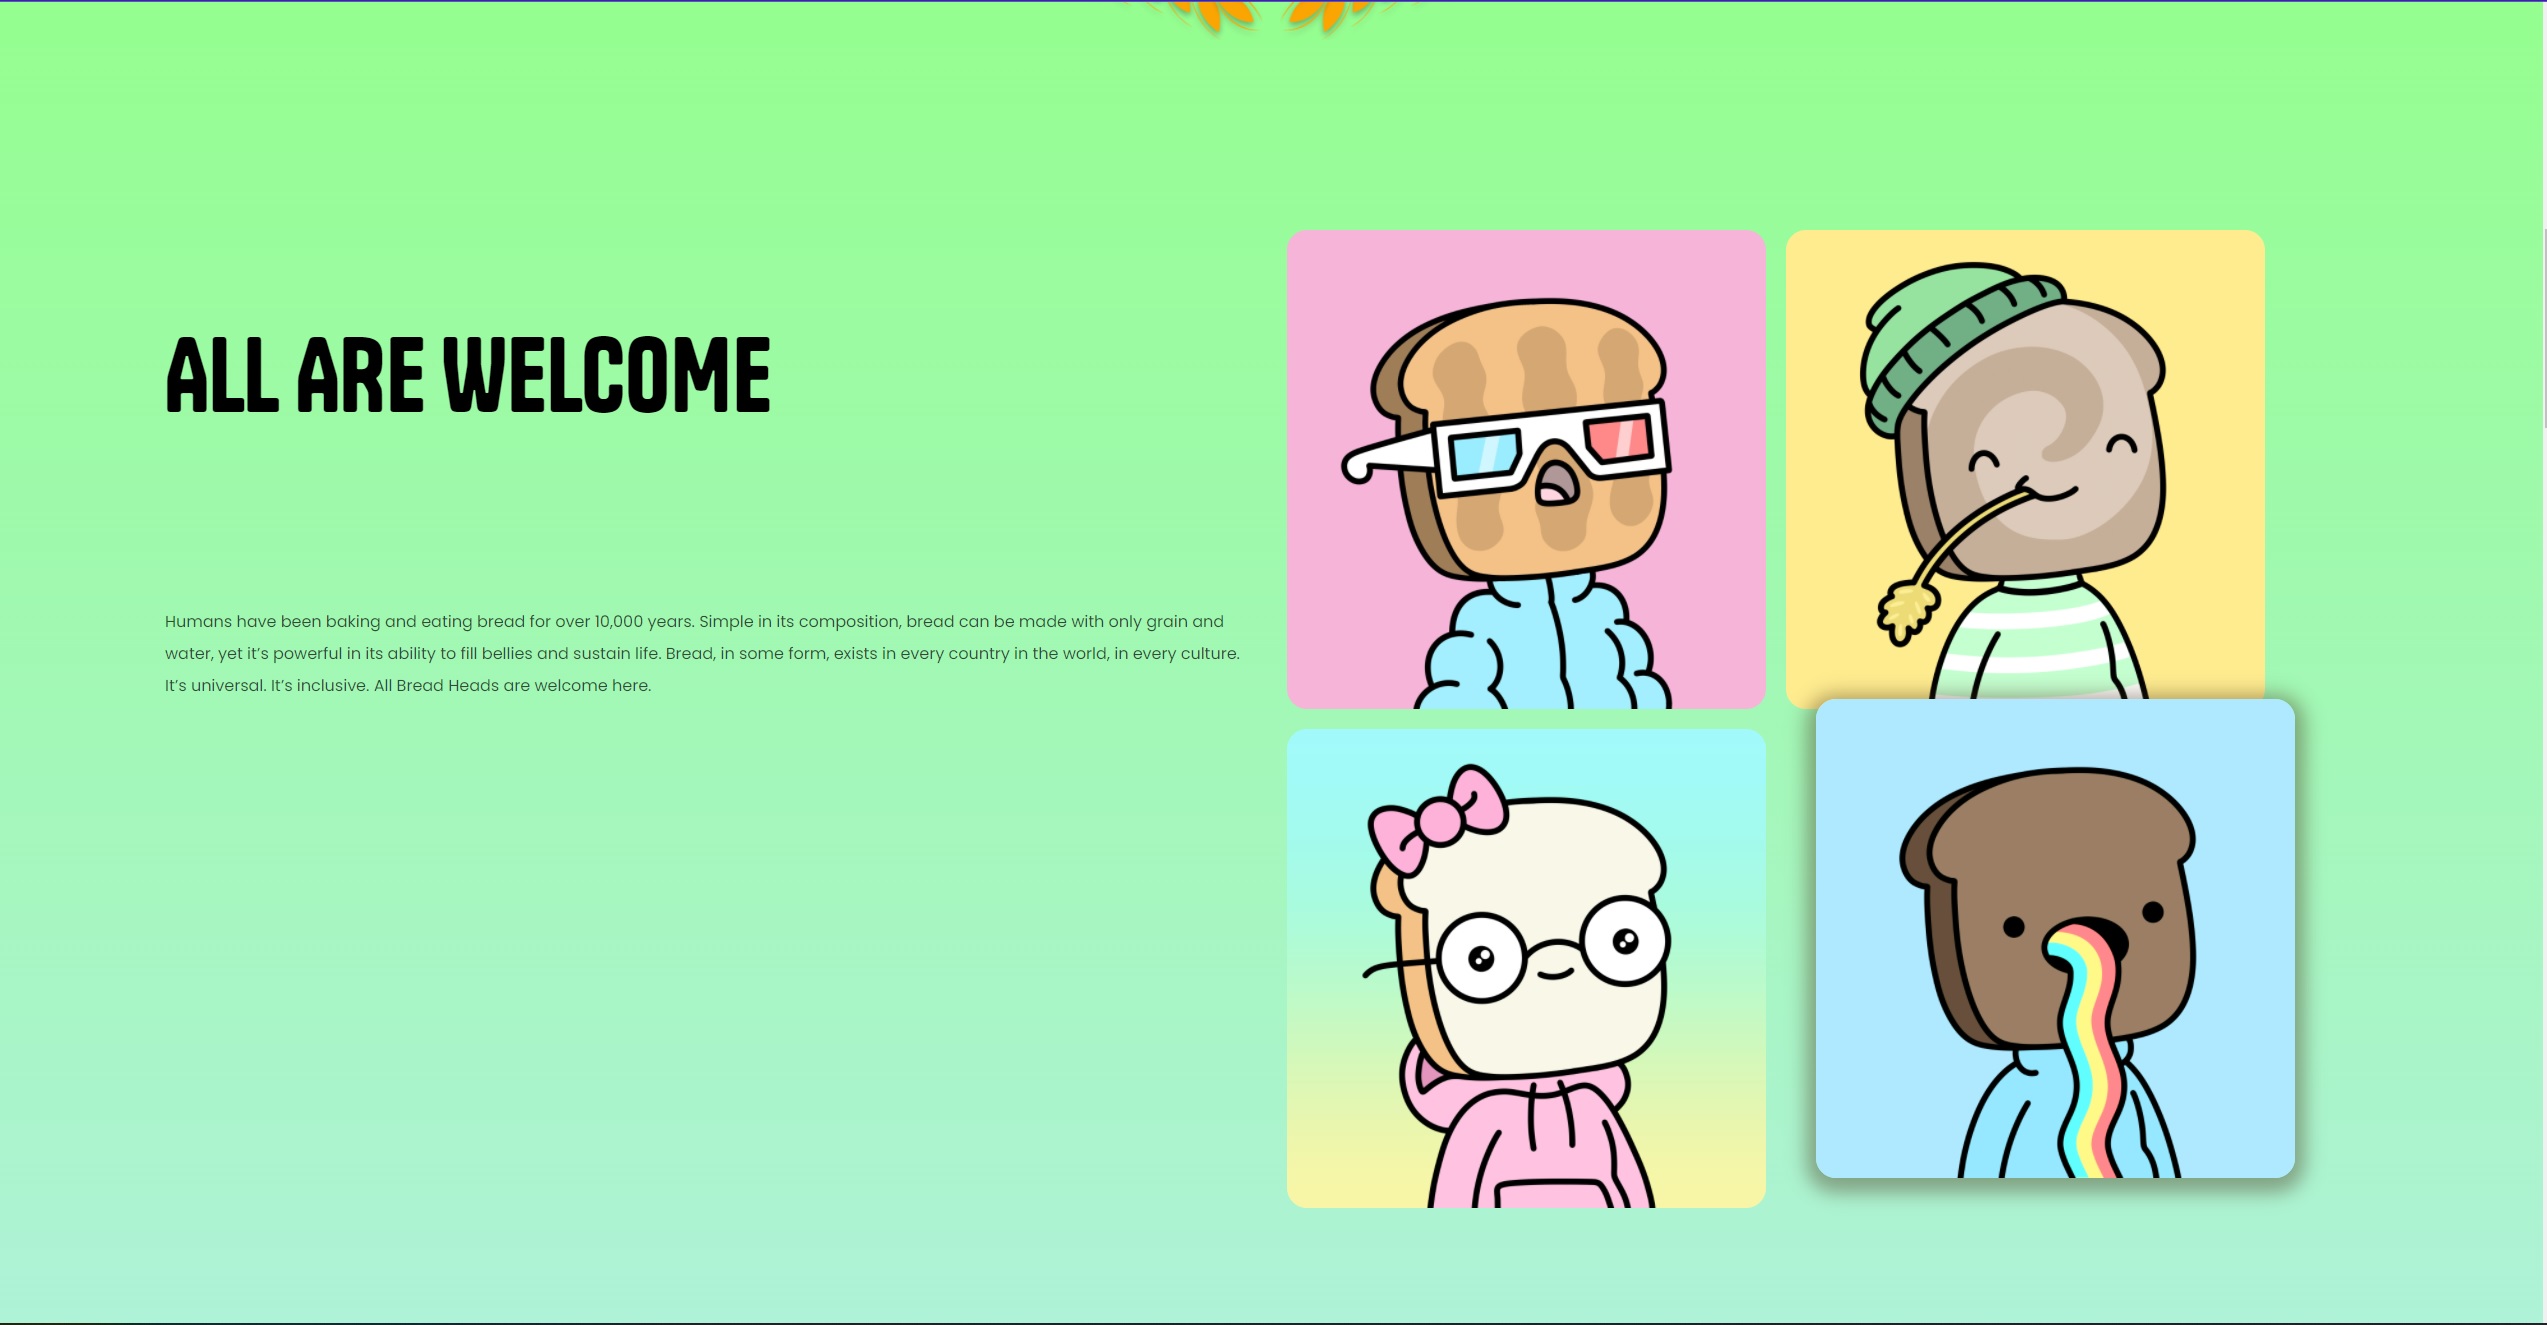 ALL ARE WELCOME
Humans have been baking and eating bread for over 10,000 years. Simple in its composition, bread can be made with only grain and
water, yet it’s powerful in its ability to fill bellies and sustain life. Bread, in some form, exists in every country in the world, in every culture.
It’s universal. It’s inclusive. All Bread Heads are welcome here.